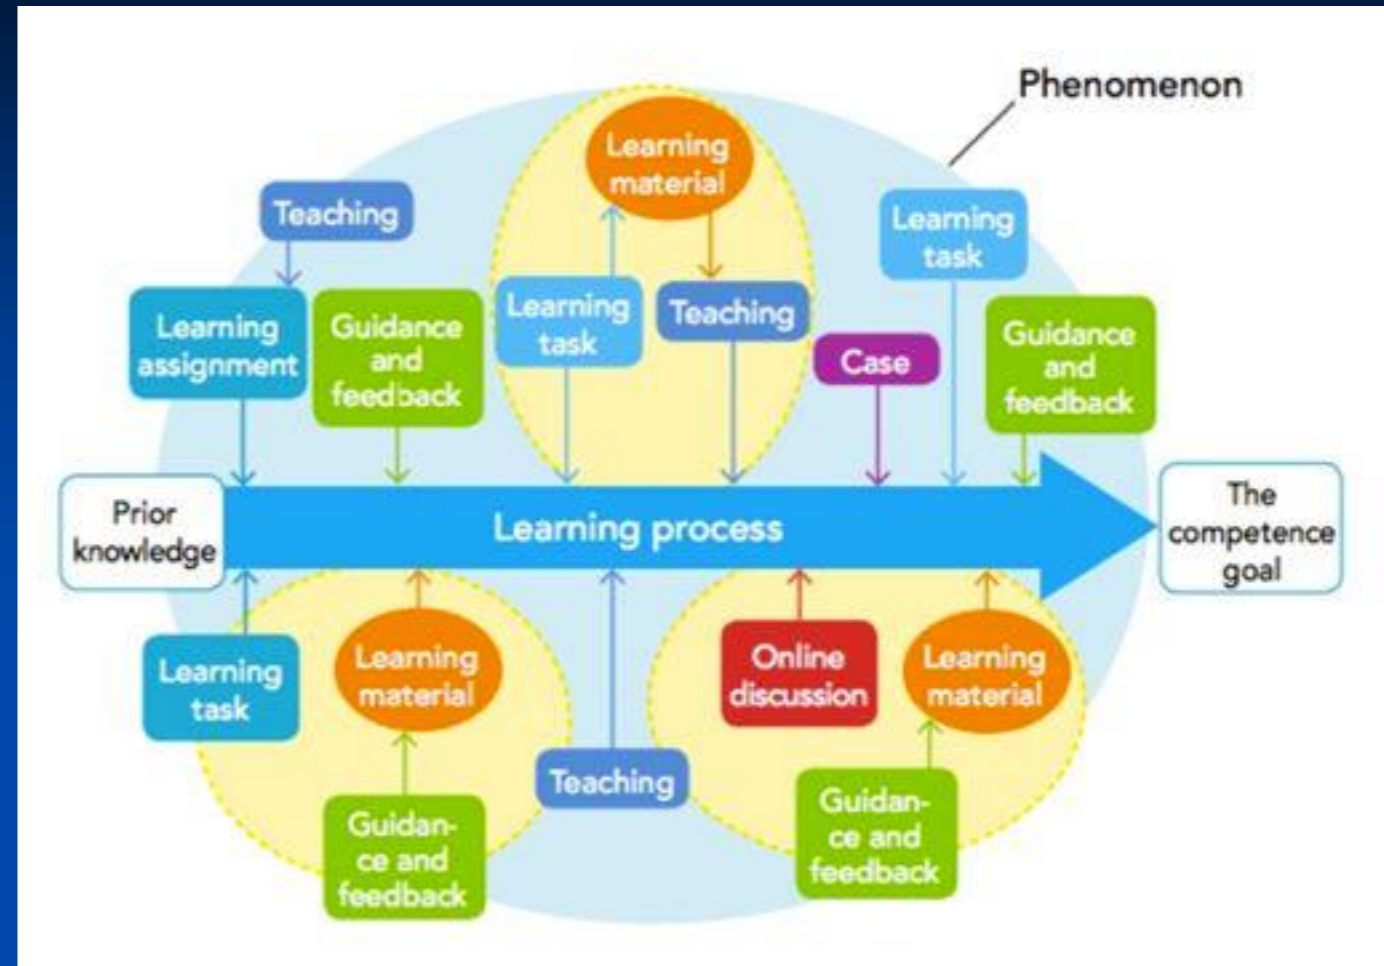 Phenomenon
Learning
material
Teaching
Learning
task
Learning
assignment
Guidance
and
feedback
Learning
task
Teaching
Case
Guidance
and
feedback
Prior
knowledge
Learning process
The
competence
goal
Learning
task
Learning
material
Online
discussion
Learning
material
Teaching
Guidan-
ce and
feedback
Guidan-
ce and
feedback